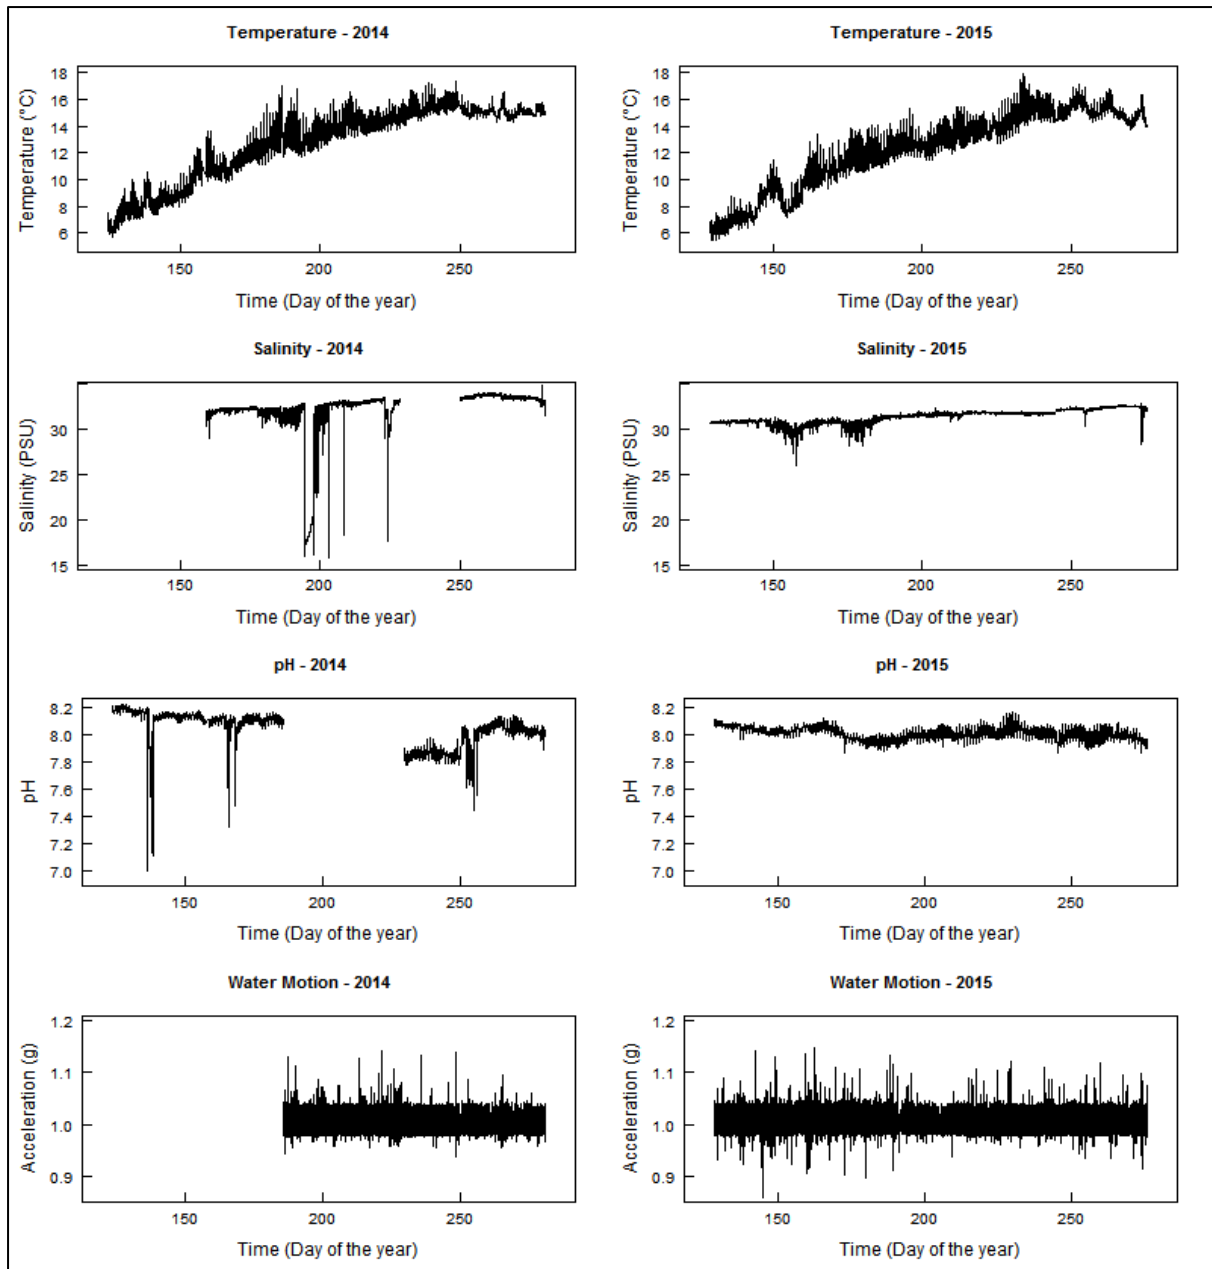 Temperature - 2014
Temperature (°C)
18
16
14
12
10
8
6
150 200 250
Time (Day of the year)
Temperature - 2015
Temperature (°C)
18
16
14
12
10
8
6
150 200 250
Time (Day of the year)
Salinity - 2014
Salinity (PSU)
30
25
20
15
150 200 250
Time (Day of the year)
Salinity - 2015
Salinity (PSU)
30
25
20
15
150 200 250
Time (Day of the year)
pH - 2014
pH
8.2
8.0
7.8
7.6
7.4
7.2
7.0
150 200 250
Time (Day of the year)
pH - 2015
pH
8.2
8.0
7.8
7.6
7.4
7.2
7.0
150 200 250
Time (Day of the year)
Water Motion - 2014
Acceleration (g)
1.2
1.1
1.0
0.9
150 200 250
Time (Day of the year)
Water Motion - 2015
Acceleration (g)
1.2
1.1
1.0
0.9
150 200 250
Time (Day of the year)